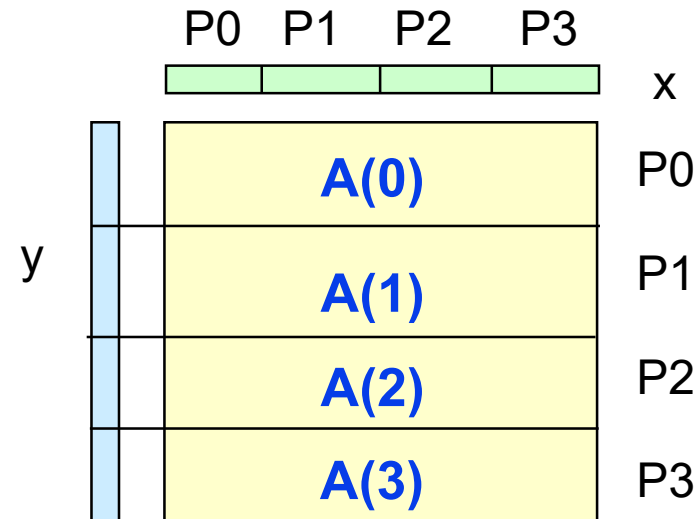 P0 P1 P2 P3
x
A(0) P0
y
A(1) P1
A(2) P2
A(3) P3